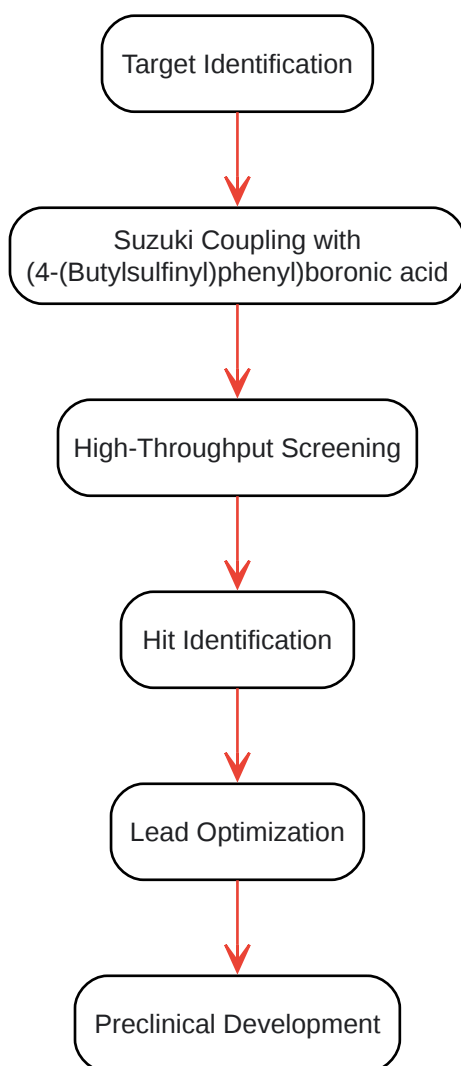 Target Identification
Suzuki Coupling with
(4-(Butylsulfinyl)phenyl)boronic acid
High-Throughput Screening
Hit Identification
Lead Optimization
Preclinical Development